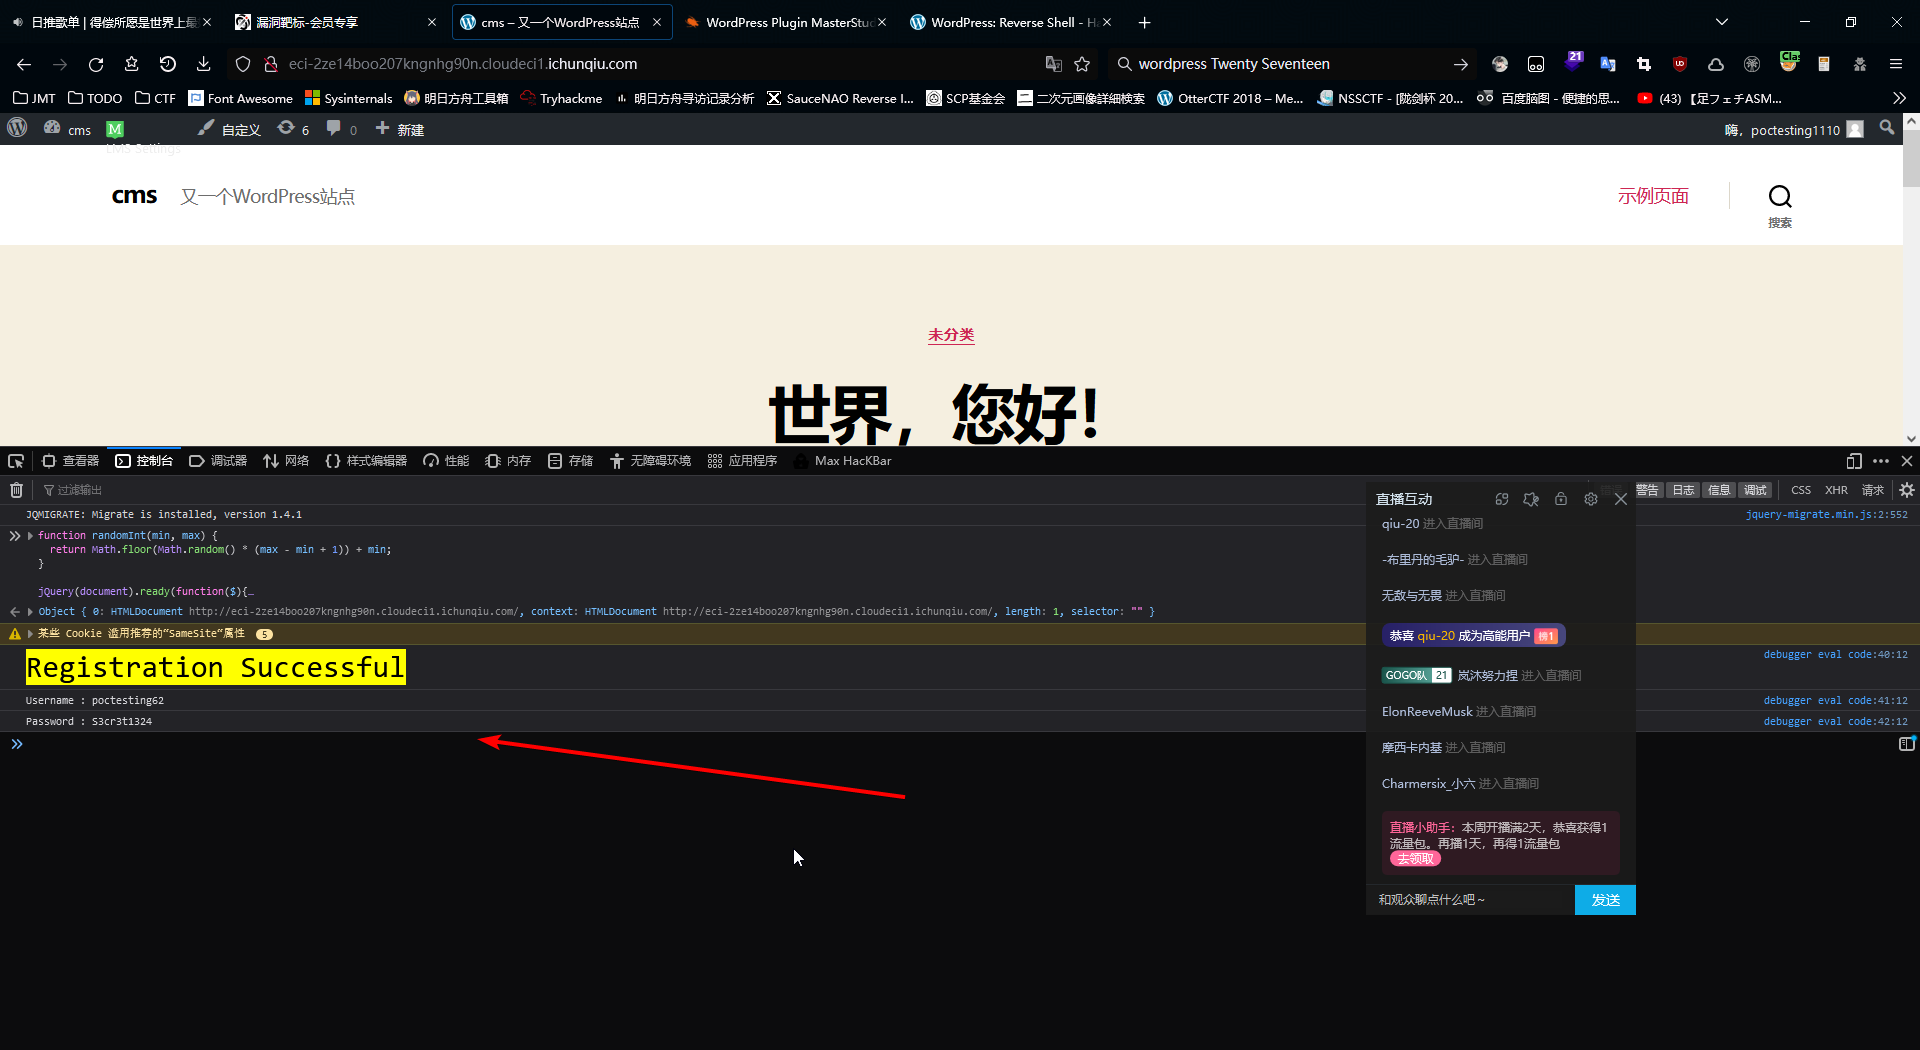 日推歌单 | 得偿所愿是世界上最
漏洞靶标-会员专享
cms – 又一个WordPress站点
WordPress Plugin MasterStu
WordPress: Reverse Shell - Ha
eci-2ze14boo207kngnhg90n.cloudeci1.ichunqiu.com
wordpress Twenty Seventeen
21
JMT
TODO
CTF
Font Awesome
Sysinternals
明日方舟工具箱
Tryhackme
明日方舟寻访记录分析
SauceNAO Reverse I...
SCP基金会
二次元画像詳細検索
OtterCTF 2018 – Me...
NSSCTF - [陇剑杯 20...
百度脑图 - 便捷的思...
(43) 【足フェチASM...
cms
LMS Settings
自定义
6
0
新建
嗨，poctesting1110
cms
又一个WordPress站点
示例页面
搜索
未分类
世界，您好！
查看器
控制台
调试器
网络
样式编辑器
性能
内存
存储
无障碍环境
应用程序
Max HacKBar
过滤输出
警告
日志
信息
调试
CSS
XHR
请求
JQMIGRATE: Migrate is installed, version 1.4.1
jquery-migrate.min.js:2:552
function randomInt(min, max) {
return Math.floor(Math.random() * (max - min + 1)) + min;
}
jQuery(document).ready(function($){…
Object { 0: HTMLDocument http://eci-2ze14boo207kngnhg90n.cloudeci1.ichunqiu.com/, context: HTMLDocument http://eci-2ze14boo207kngnhg90n.cloudeci1.ichunqiu.com/, length: 1, selector: "" }
某些 Cookie 滥用推荐的“SameSite”属性 5
Registration Successful
debugger eval code:40:12
Username : poctesting62
debugger eval code:41:12
Password : S3cr3t1324
debugger eval code:42:12
直播互动
qiu-20 进入直播间
-布里丹的毛驴- 进入直播间
无敌与无畏 进入直播间
恭喜 qiu-20 成为高能用户 榜1
GOGO队 21 岚沐努力捏 进入直播间
ElonReeveMusk 进入直播间
摩西卡内基 进入直播间
Charmersix_小六 进入直播间
直播小助手：本周开播满2天，恭喜获得1
流量包。再播1天，再得1流量包
去领取
和观众聊点什么吧～
发送